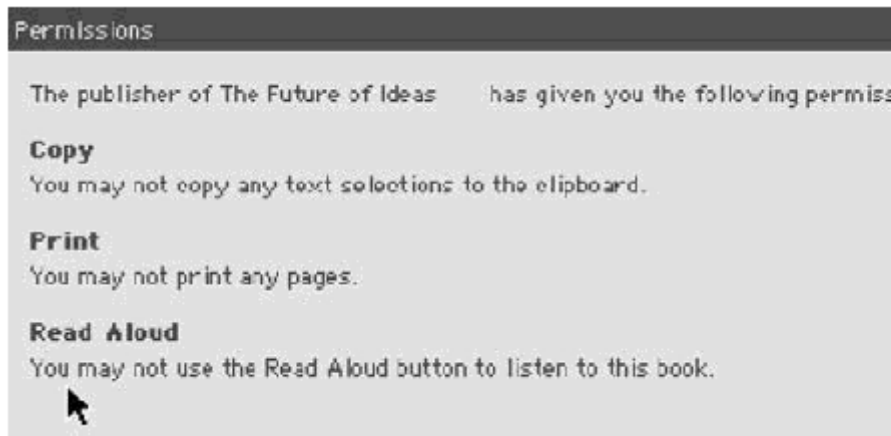 Permissions
The publisher of The Future of Ideas has given you the following permiss
Copy
You may not copy any text selections to the clipboard.
Print
You may not print any pages.
Read Aloud
You may not use the Read Aloud button to listen to this book.